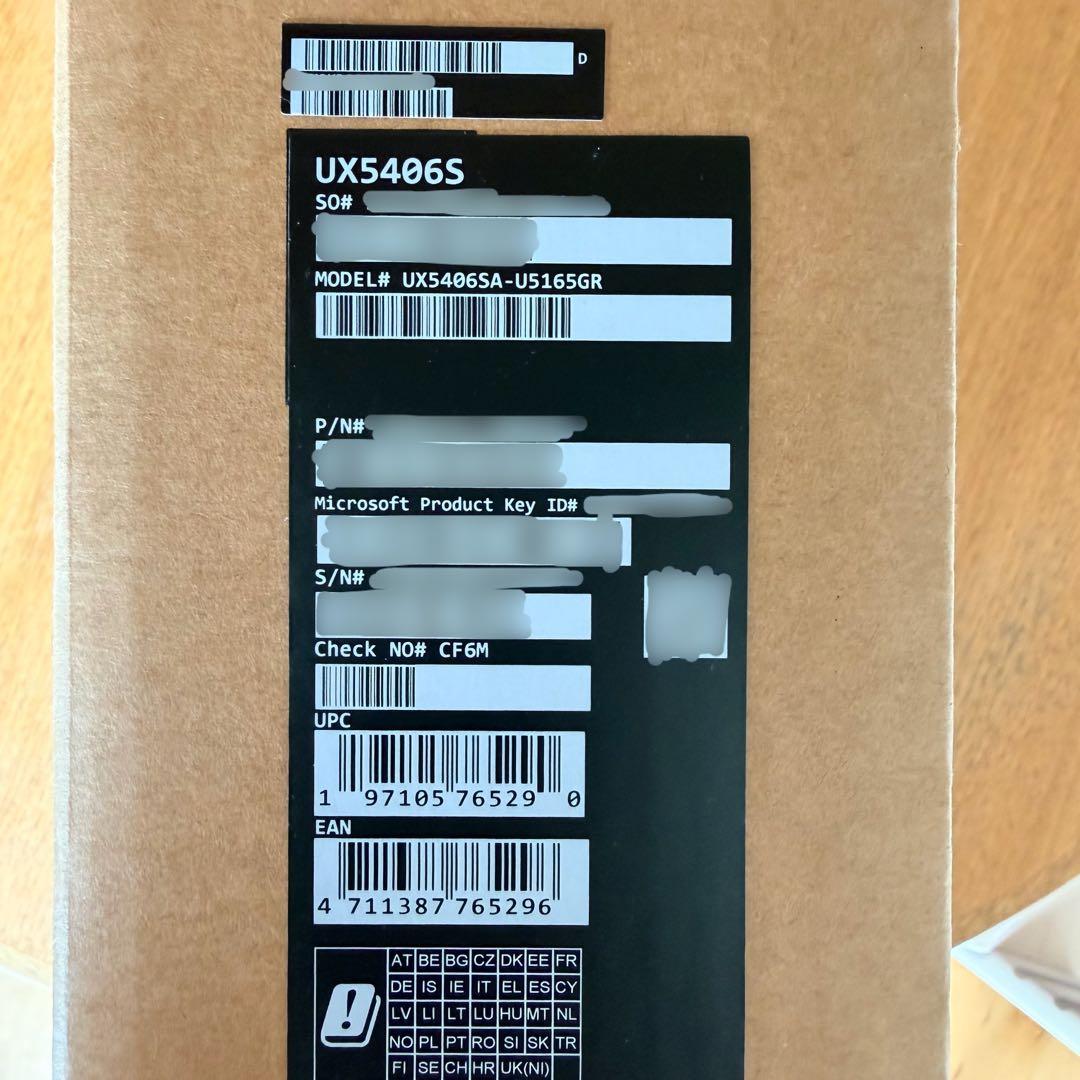 D
UX5406S
SO#
MODEL# UX5406SA-U5165GR
P/N#
Microsoft Product Key ID#
S/N#
Check NO# CF6M
UPC
1 97105 76529 0
EAN
4 711387 765296
AT BE BG CZ DK EE FR
DE IS IE IT EL ES CY
LV LI LT LU HU MT NL
NO PL PT RO SI SK TR
FI SE CH HR UK(NI)